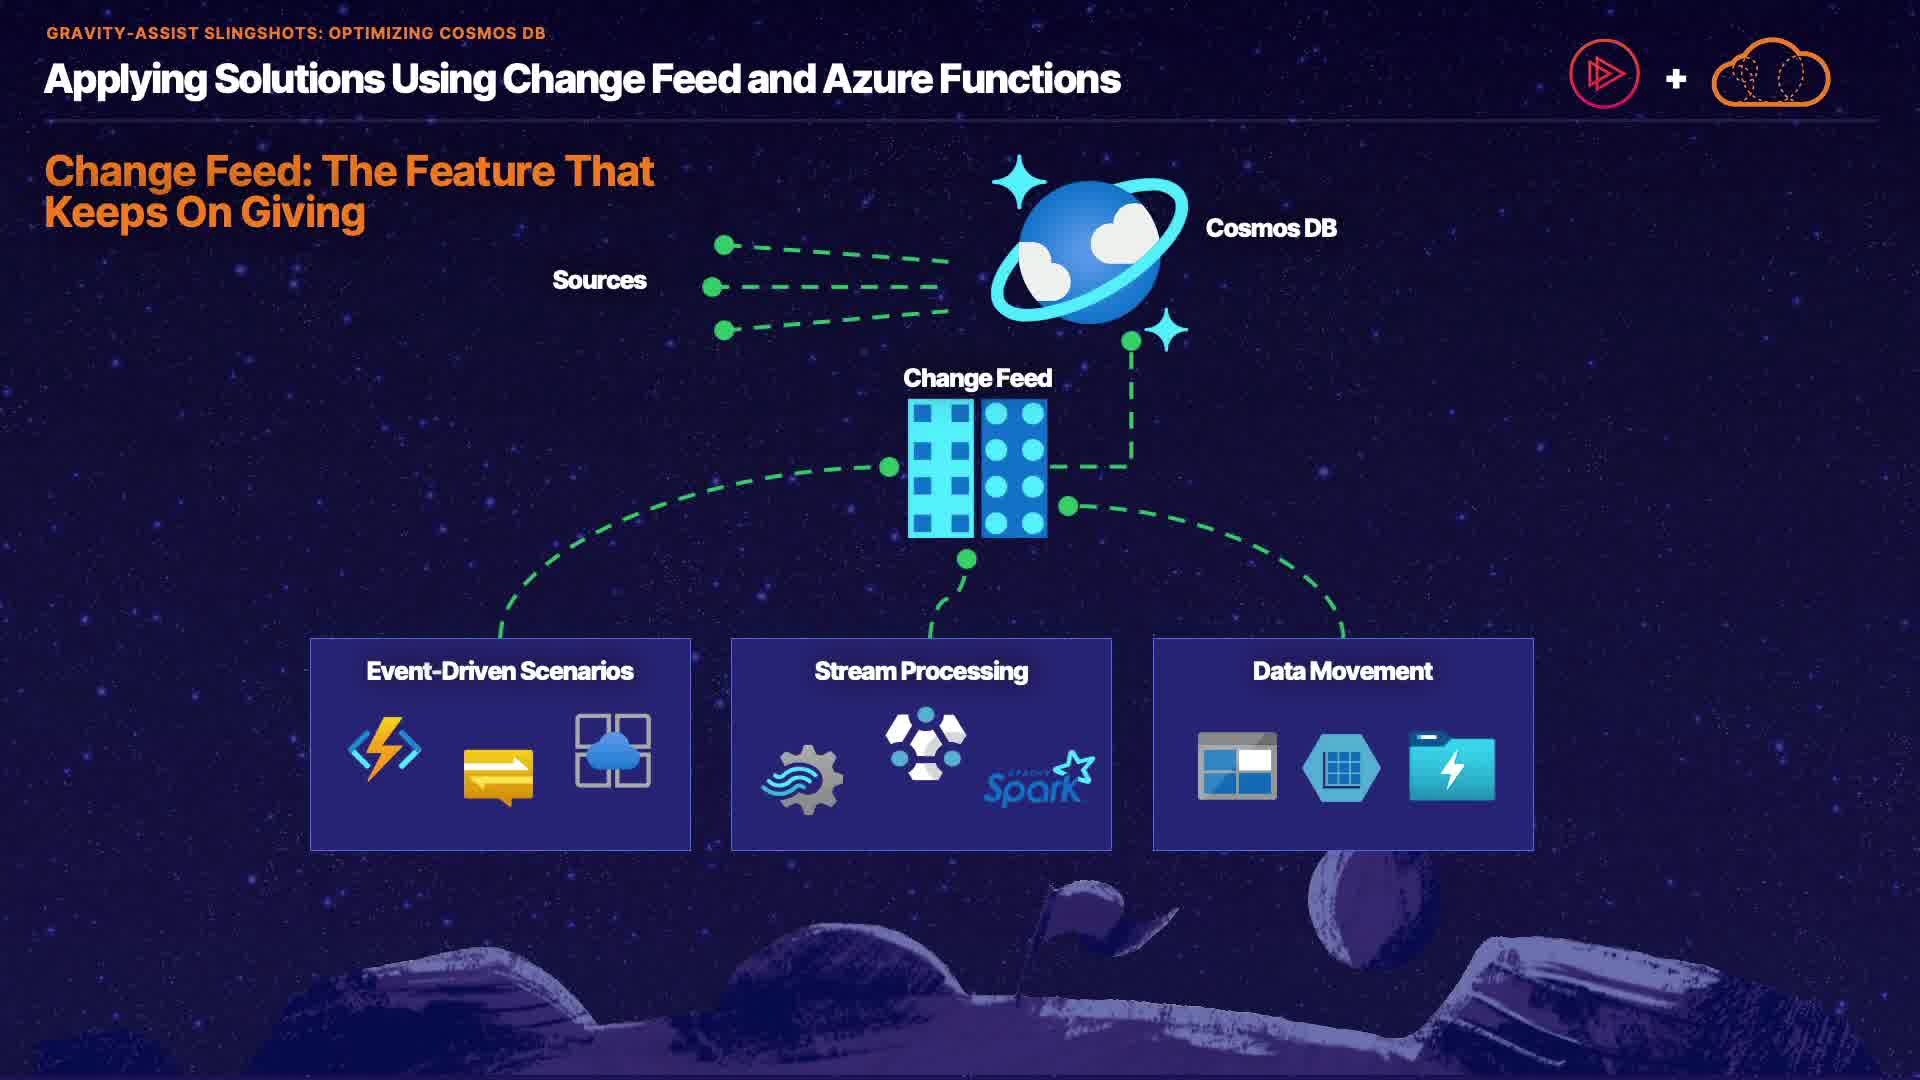 GRAVITY-ASSIST SLINGSHOTS: OPTIMIZING COSMOS DB
Applying Solutions Using Change Feed and Azure Functions
Change Feed: The Feature That
Keeps On Giving
Cosmos DB
Sources
Change Feed
Event-Driven Scenarios
Stream Processing
Data Movement
APACHE
Spark